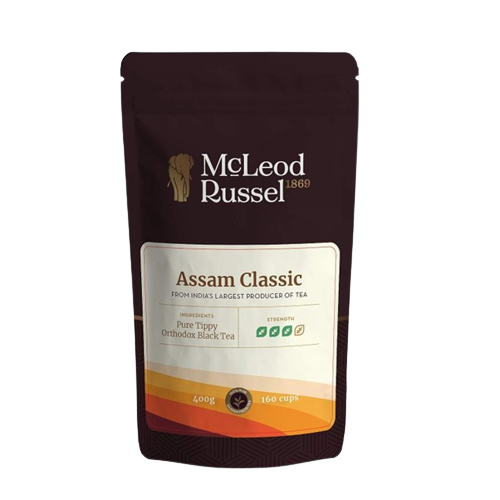 McLeod
Russel 1869
Assam Classic
FROM INDIA'S LARGEST PRODUCER OF TEA
INGREDIENTS
Pure Tippy
Orthodox Black Tea
STRENGTH
400g
160 cups